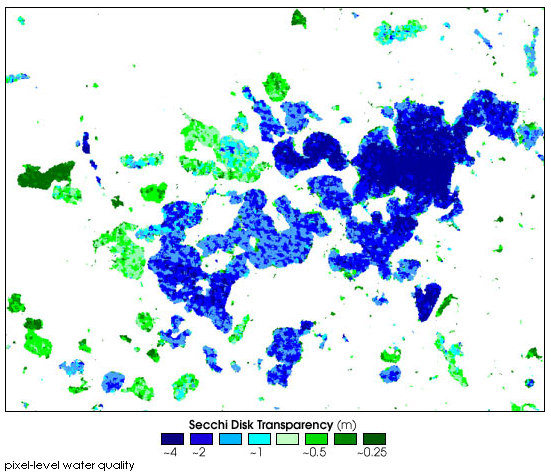 Secchi Disk Transparency (m)
~4 ~2 ~1 ~0.5 ~0.25
pixel-level water quality